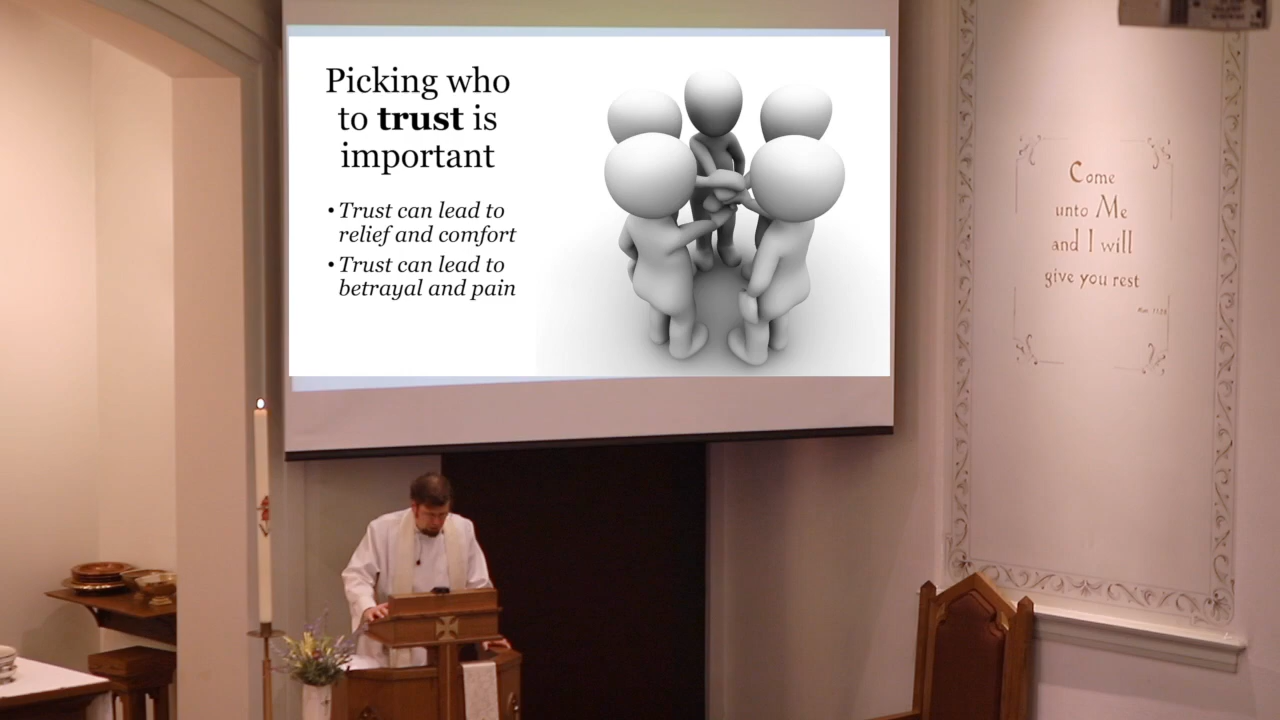 Picking who
to trust is
important
• Trust can lead to
relief and comfort
• Trust can lead to
betrayal and pain
Come
unto Me
and I will
give you rest